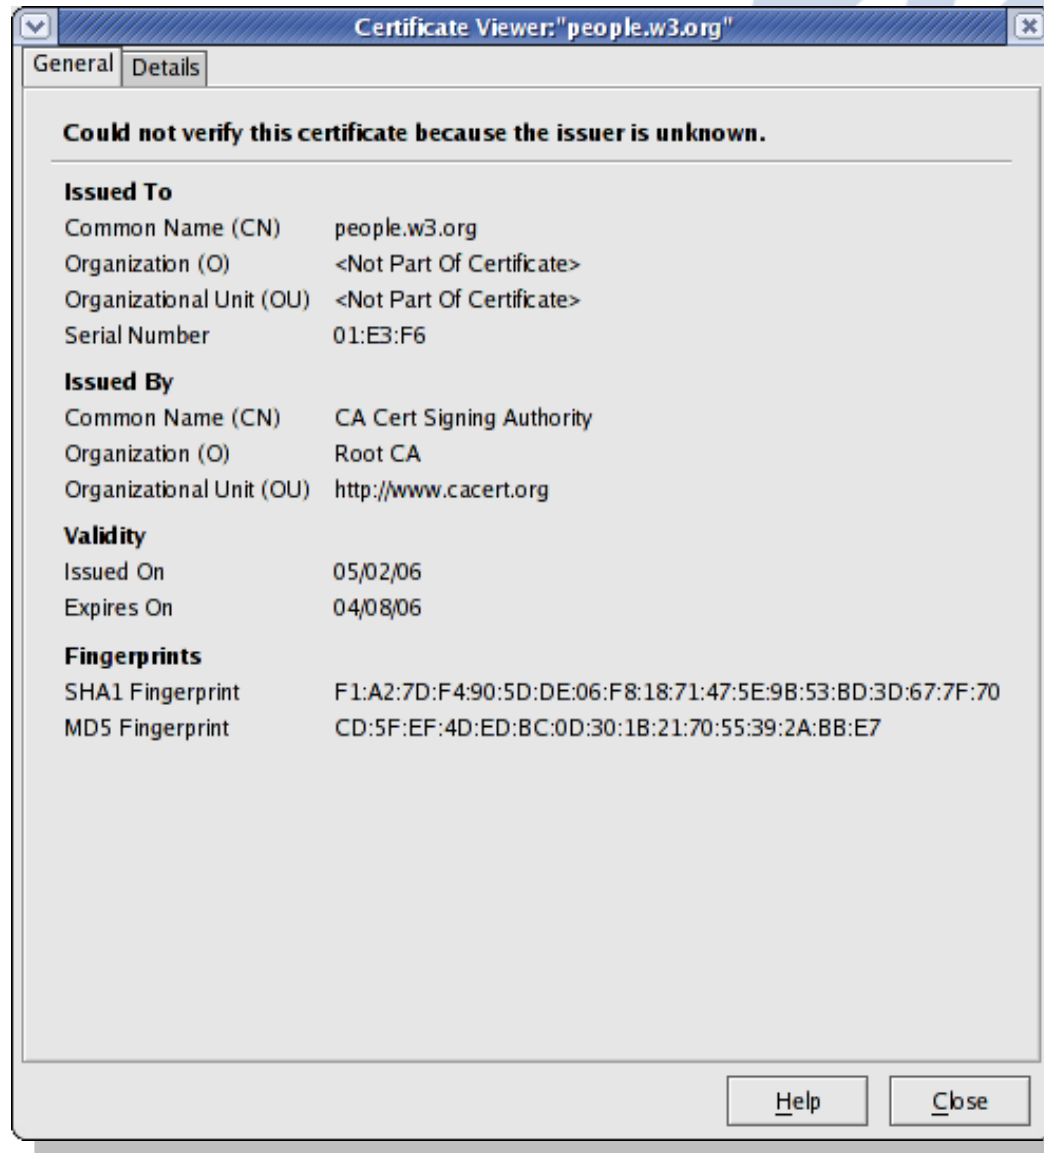 Certificate Viewer:"people.w3.org"
General Details
Could not verify this certificate because the issuer is unknown.
Issued To
Common Name (CN) people.w3.org
Organization (O) <Not Part Of Certificate>
Organizational Unit (OU) <Not Part Of Certificate>
Serial Number 01:E3:F6
Issued By
Common Name (CN) CA Cert Signing Authority
Organization (O) Root CA
Organizational Unit (OU) http://www.cacert.org
Validity
Issued On 05/02/06
Expires On 04/08/06
Fingerprints
SHA1 Fingerprint F1:A2:7D:F4:90:5D:DE:06:F8:18:71:47:5E:9B:53:BD:3D:67:7F:70
MD5 Fingerprint CD:5F:EF:4D:ED:BC:0D:30:1B:21:70:55:39:2A:BB:E7
Help Close